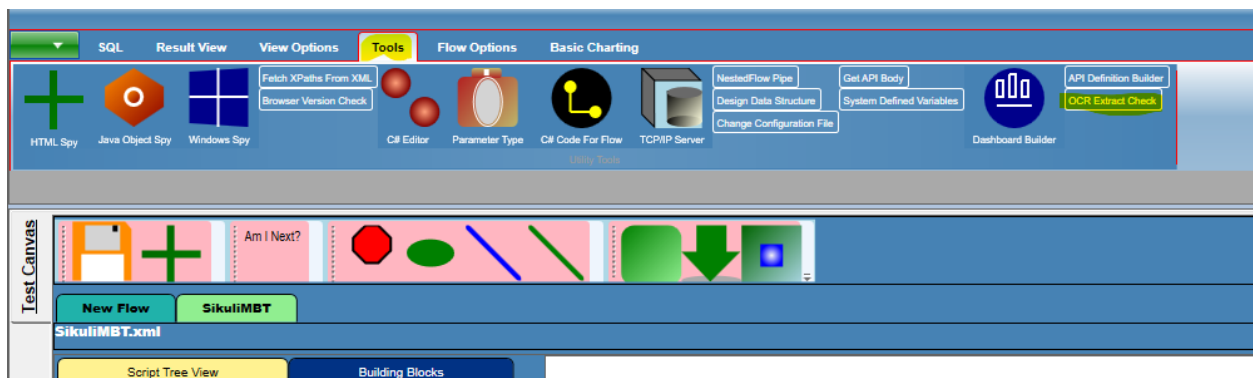 SQL Result View View Options Tools Flow Options Basic Charting
Fetch XPaths From XML
Browser Version Check
NestedFlow Pipe
Design Data Structure
Change Configuration File
Get API Body
System Defined Variables
API Definition Builder
OCR Extract Check
HTML Spy Java Object Spy Windows Spy C# Editor Parameter Type C# Code For Flow TCP/IP Server Dashboard Builder
Utility Tools
Test Canvas
Am I Next?
New Flow SikuliMBT
SikuliMBT.xml
Script Tree View Building Blocks